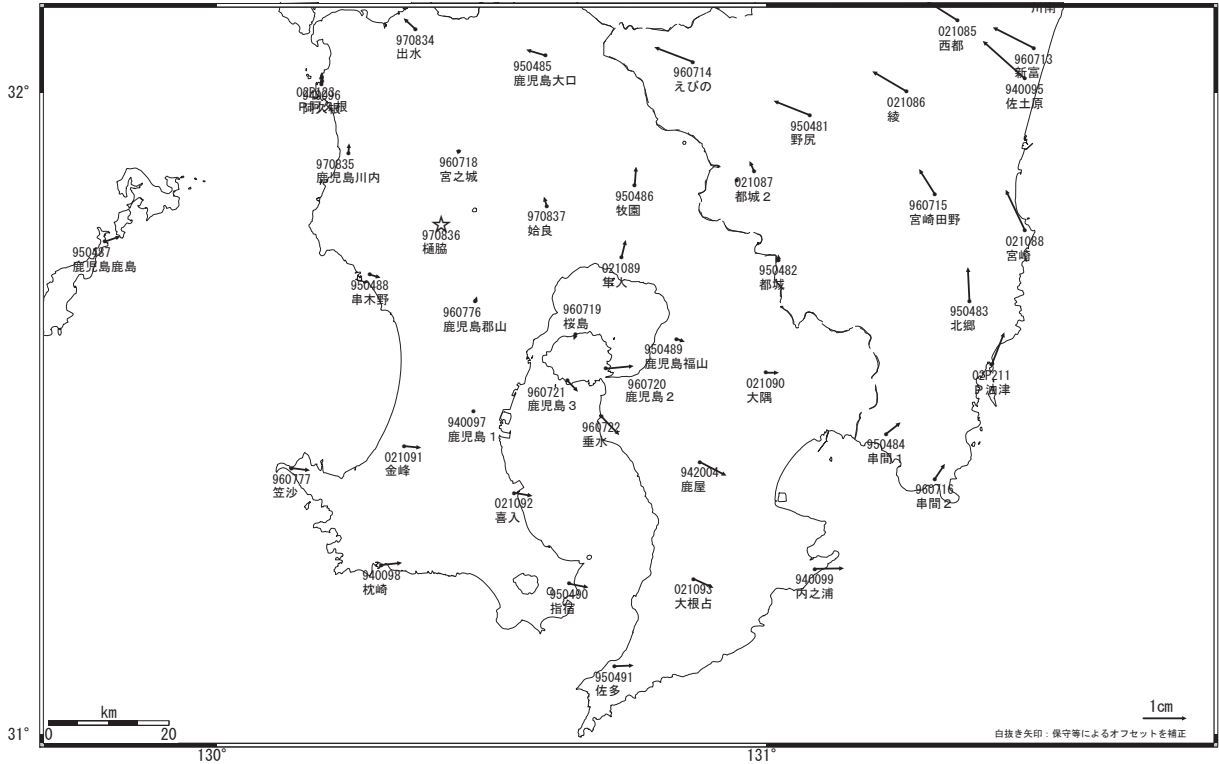 川南
970834
出水
950485
鹿児島大口
960714
えびの
021085
西都
960713
新富
940095
佐土原
32°
阿久根
021086
綾
950481
野尻
970835
鹿児島川内
960718
宮之城
950486
牧園
021087
都城2
970837
姶良
960715
宮崎田野
970836
樋脇
021088
宮崎
950487
鹿児島鹿島
021089
隼人
950482
都城
950488
串木野
960776
鹿児島郡山
960719
桜島
950483
北郷
950489
鹿児島福山
960721
鹿児島3
960720
鹿児島2
021090
大隅
02P211
P油津
940097
鹿児島1
960722
垂水
950484
串間1
021091
金峰
942004
鹿屋
960777
笠沙
960716
串間2
021092
喜入
940098
枕崎
950490
指宿
021093
大根占
940099
内之浦
950491
佐多
km
0 20
1cm
白抜き矢印：保守等によるオフセットを補正
31°
130°
131°